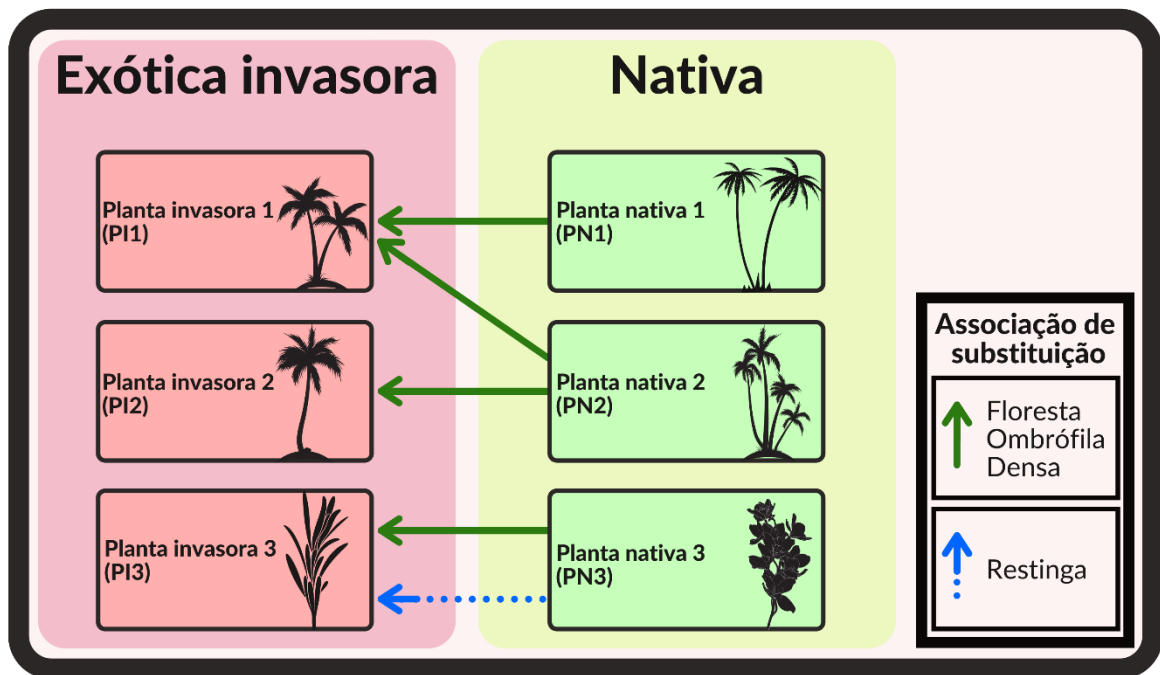 Exótica invasora
Nativa
Planta invasora 1
(PI1)
Planta nativa 1
(PN1)
Planta invasora 2
(PI2)
Planta nativa 2
(PN2)
Planta invasora 3
(PI3)
Planta nativa 3
(PN3)
Associação de
substituição
Floresta
Ombrófila
Densa
Restinga